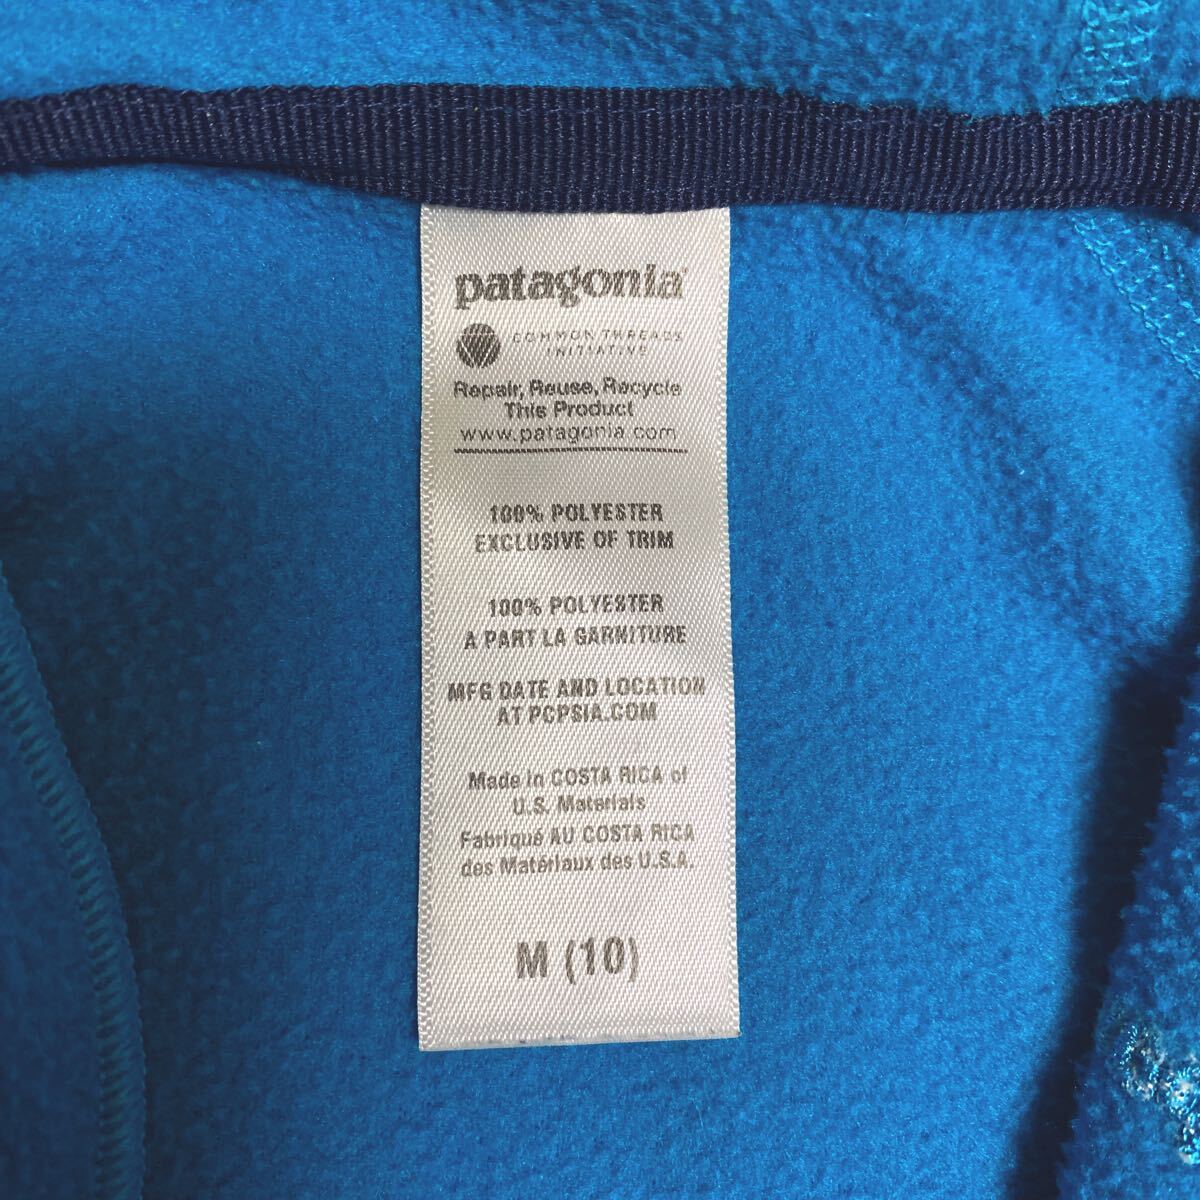 patagonia®
COMMON THREADS
INITIATIVE
Repair, Reuse, Recycle
This Product
www.patagonia.com
100% POLYESTER
EXCLUSIVE OF TRIM
100% POLYESTER
A PART LA GARNITURE
MFG DATE AND LOCATION
AT PCPSIA.COM
Made in COSTA RICA of
U.S. Materials
Fabriqué AU COSTA RICA
des Matériaux des U.S.A.
M (10)